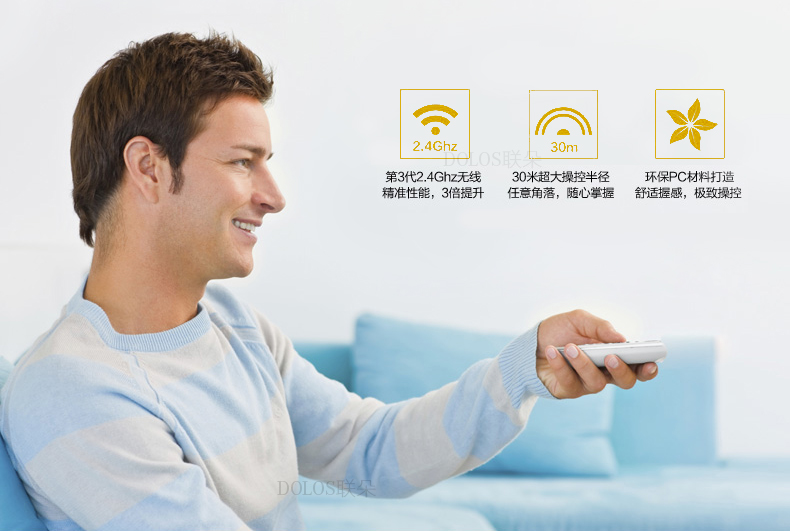 2.4Ghz
30m
DOLOS联朵
第3代2.4Ghz无线
精准性能，3倍提升
30米超大操控半径
任意角落，随心掌握
环保PC材料打造
舒适握感，极致操控
DOLOS联朵